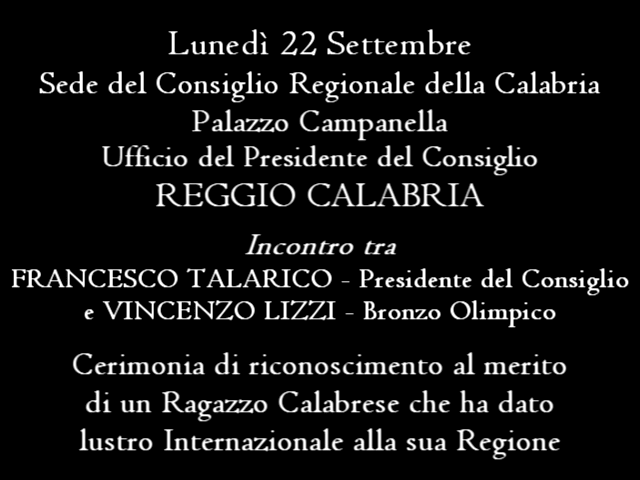 Lunedì 22 Settembre
Sede del Consiglio Regionale della Calabria
Palazzo Campanella
Ufficio del Presidente del Consiglio
REGGIO CALABRIA
Incontro tra
FRANCESCO TALARICO - Presidente del Consiglio
e VINCENZO LIZZI - Bronzo Olimpico
Cerimonia di riconoscimento al merito
di un Ragazzo Calabrese che ha dato
lustro Internazionale alla sua Regione